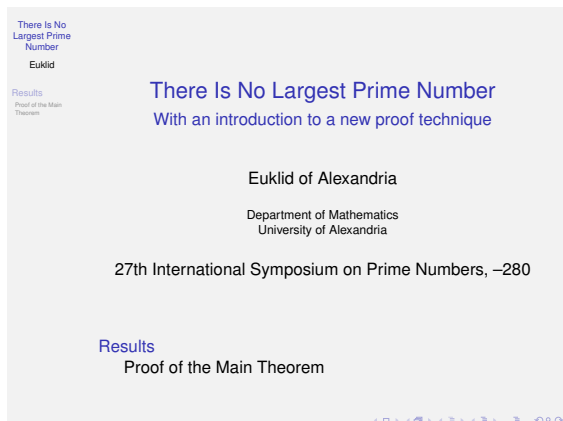 There Is No
Largest Prime
Number
Euklid
Results
Proof of the Main
Theorem
There Is No Largest Prime Number
With an introduction to a new proof technique
Euklid of Alexandria
Department of Mathematics
University of Alexandria
27th International Symposium on Prime Numbers, –280
Results
Proof of the Main Theorem